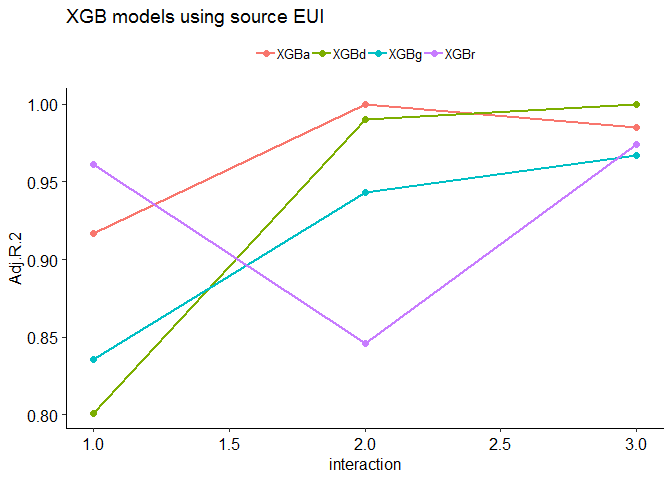 XGB models using source EUI
XGBa XGBd XGBg XGBr
1.00
0.95
0.90
0.85
0.80
Adj.R.2
1.0 1.5 2.0 2.5 3.0
interaction